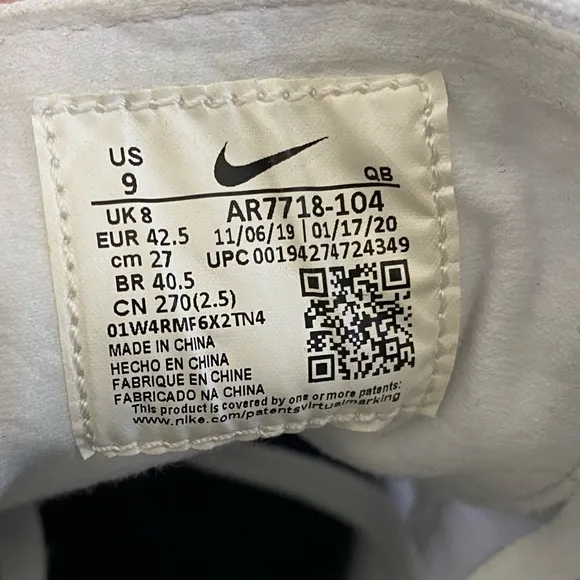 US
9
QB
UK 8
AR7718-104
EUR 42.5
11/06/19 | 01/17/20
cm 27
UPC 00194274724349
BR 40.5
CN 270(2.5)
01W4RMF6X2TN4
MADE IN CHINA
HECHO EN CHINA
FABRIQUE EN CHINE
FABRICADO NA CHINA
This product is covered by one or more patents:
www.nike.com/patentsvirtualmarking